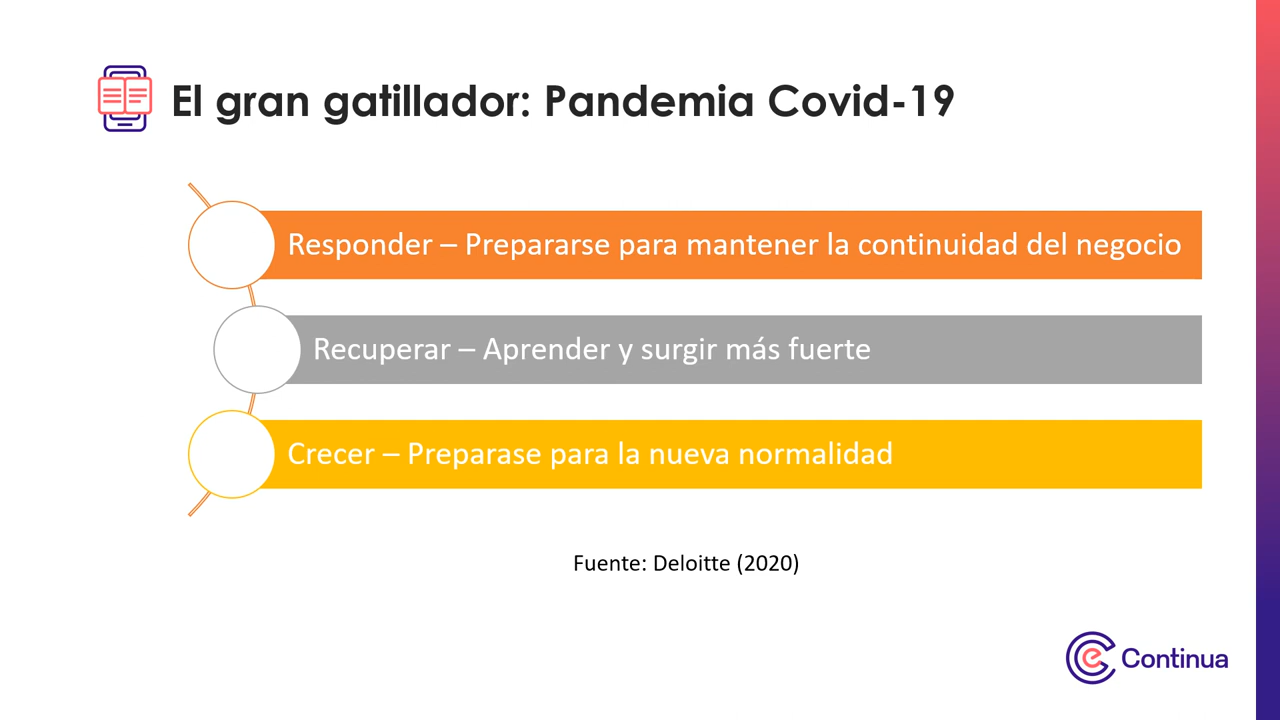 El gran gatillador: Pandemia Covid-19
Responder – Prepararse para mantener la continuidad del negocio
Recuperar – Aprender y surgir más fuerte
Crecer – Preparase para la nueva normalidad
Fuente: Deloitte (2020)
e Continua